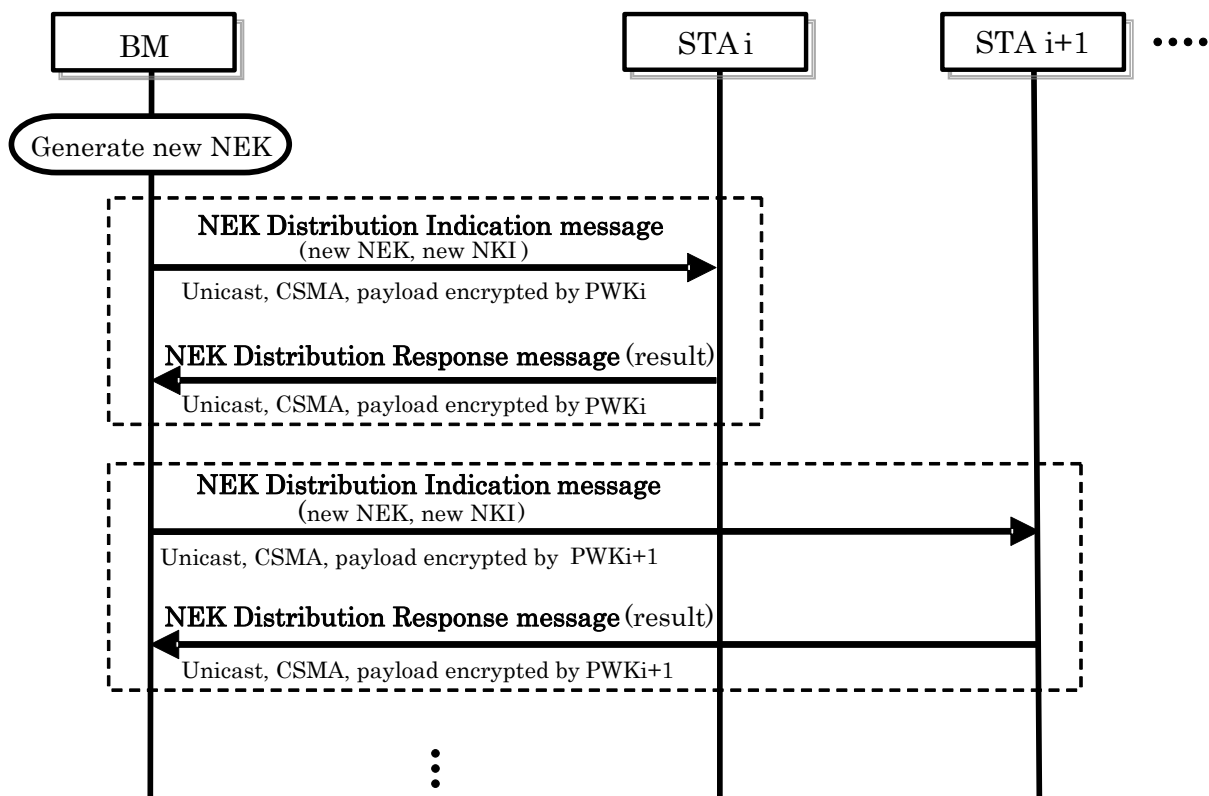 BM
STA i
STA i+1
Generate new NEK
NEK Distribution Indication message
(new NEK, new NKI)
Unicast, CSMA, payload encrypted by PWKi
NEK Distribution Response message (result)
Unicast, CSMA, payload encrypted by PWKi
NEK Distribution Indication message
(new NEK, new NKI)
Unicast, CSMA, payload encrypted by PWKi+1
NEK Distribution Response message (result)
Unicast, CSMA, payload encrypted by PWKi+1